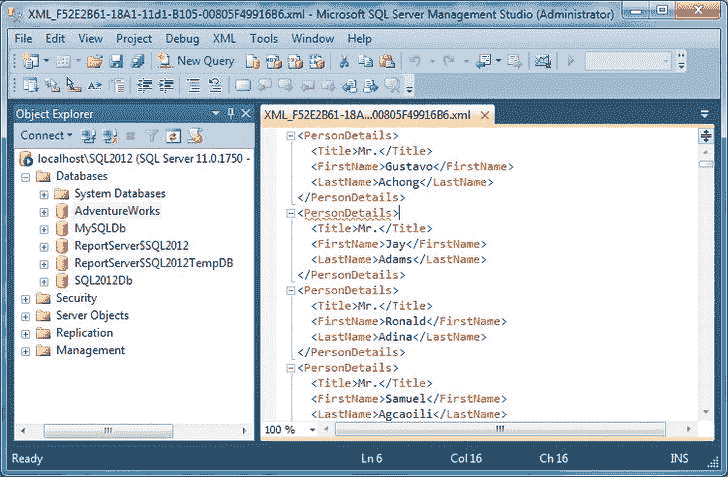 XML_F52E2B61-18A1-11d1-B105-00805F49916B6.xml - Microsoft SQL Server Management Studio (Administrator)
File Edit View Project Debug XML Tools Window Community Help
New Query
Object Explorer
Connect
localhost\SQL2012 (SQL Server 11.0.1750 -
Databases
System Databases
AdventureWorks
MySQLDb
ReportServer$SQL2012
ReportServer$SQL2012TempDB
SQL2012Db
Security
Server Objects
Replication
Management
XML_F52E2B61-18A...00805F49916B6.xml
<PersonDetails>
<Title>Mr.</Title>
<FirstName>Gustavo</FirstName>
<LastName>Achong</LastName>
</PersonDetails>
<PersonDetails>
<Title>Mr.</Title>
<FirstName>Jay</FirstName>
<LastName>Adams</LastName>
</PersonDetails>
<PersonDetails>
<Title>Mr.</Title>
<FirstName>Ronald</FirstName>
<LastName>Adina</LastName>
</PersonDetails>
<PersonDetails>
<Title>Mr.</Title>
<FirstName>Samuel</FirstName>
<LastName>Agcaoili</LastName>
100 %
Ready Ln 6 Col 16 Ch 16 INS